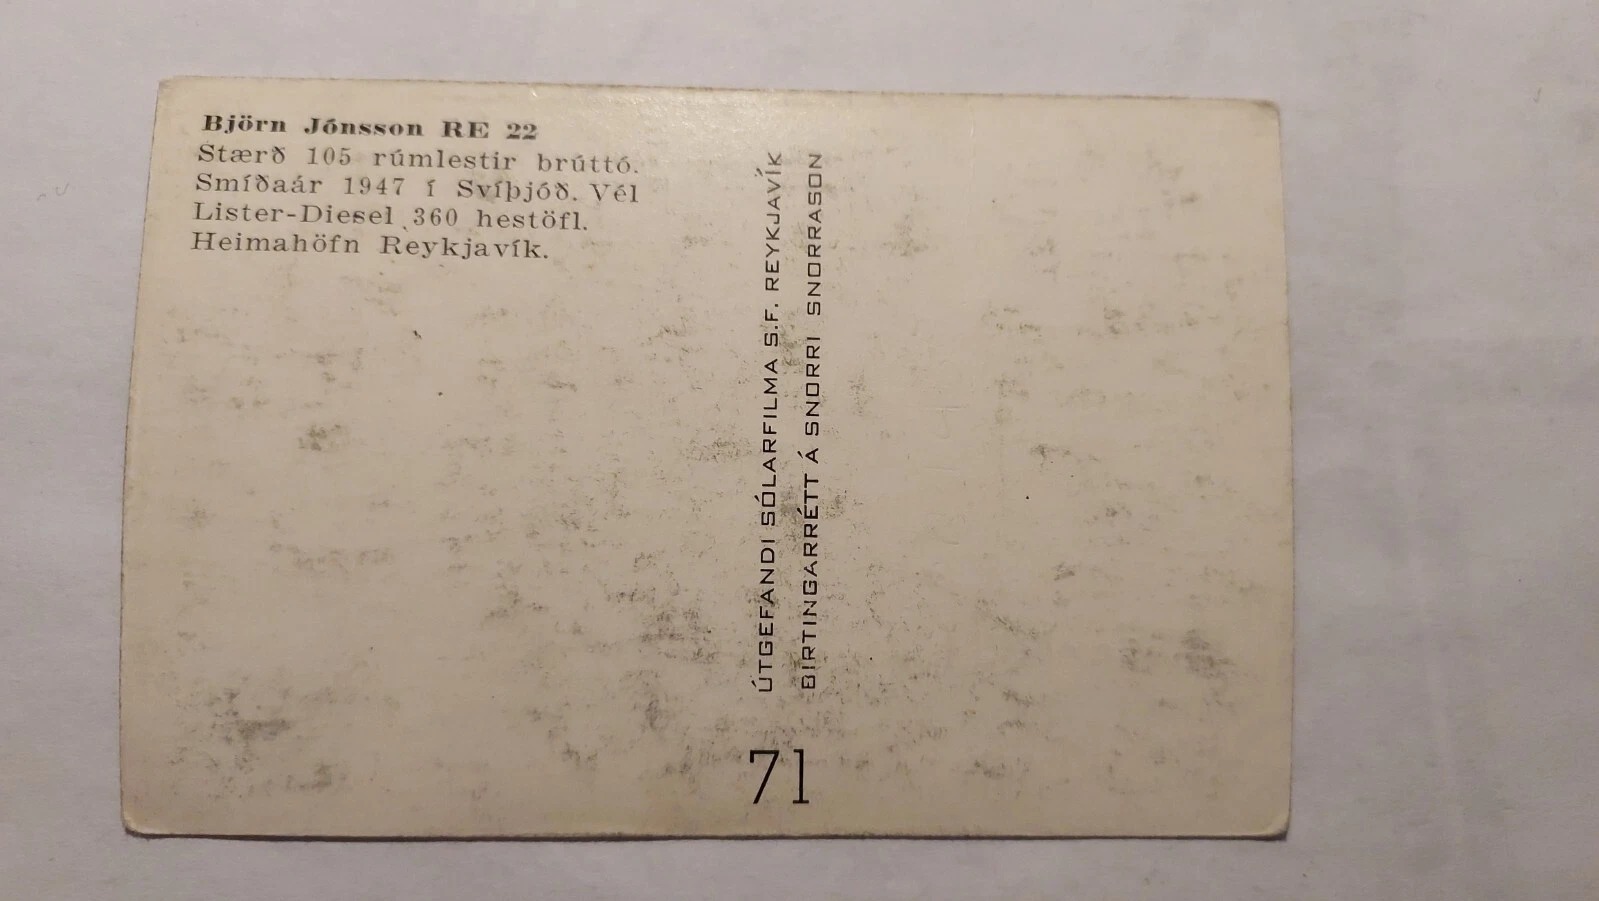 Björn Jónsson RE 22
Stærð 105 rúmlestir brúttó.
Smíðaár 1947 í Svíþjóð. Vél
Lister-Diesel 360 hestöfl.
Heimahöfn Reykjavík.
ÚTGEFANDI SÓLARFILMA S.F. REYKJAVÍK
BIRTINGARRÉTT Á SNORRI SNORRASON
71